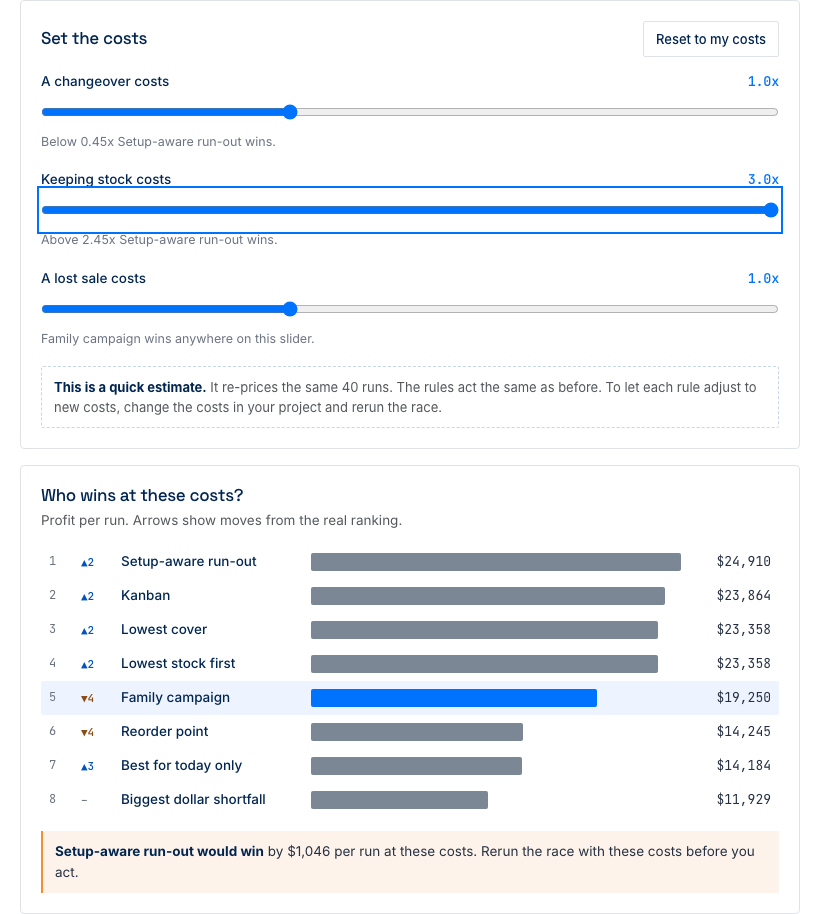 Set the costs
Reset to my costs
A changeover costs
1.0x
Below 0.45x Setup-aware run-out wins.
Keeping stock costs
3.0x
Above 2.45x Setup-aware run-out wins.
A lost sale costs
1.0x
Family campaign wins anywhere on this slider.
This is a quick estimate. It re-prices the same 40 runs. The rules act the same as before. To let each rule adjust to
new costs, change the costs in your project and rerun the race.
Who wins at these costs?
Profit per run. Arrows show moves from the real ranking.
1 ▲2 Setup-aware run-out $24,910
2 ▲2 Kanban $23,864
3 ▲2 Lowest cover $23,358
4 ▲2 Lowest stock first $23,358
5 ▼4 Family campaign $19,250
6 ▼4 Reorder point $14,245
7 ▲3 Best for today only $14,184
8 – Biggest dollar shortfall $11,929
Setup-aware run-out would win by $1,046 per run at these costs. Rerun the race with these costs before you
act.